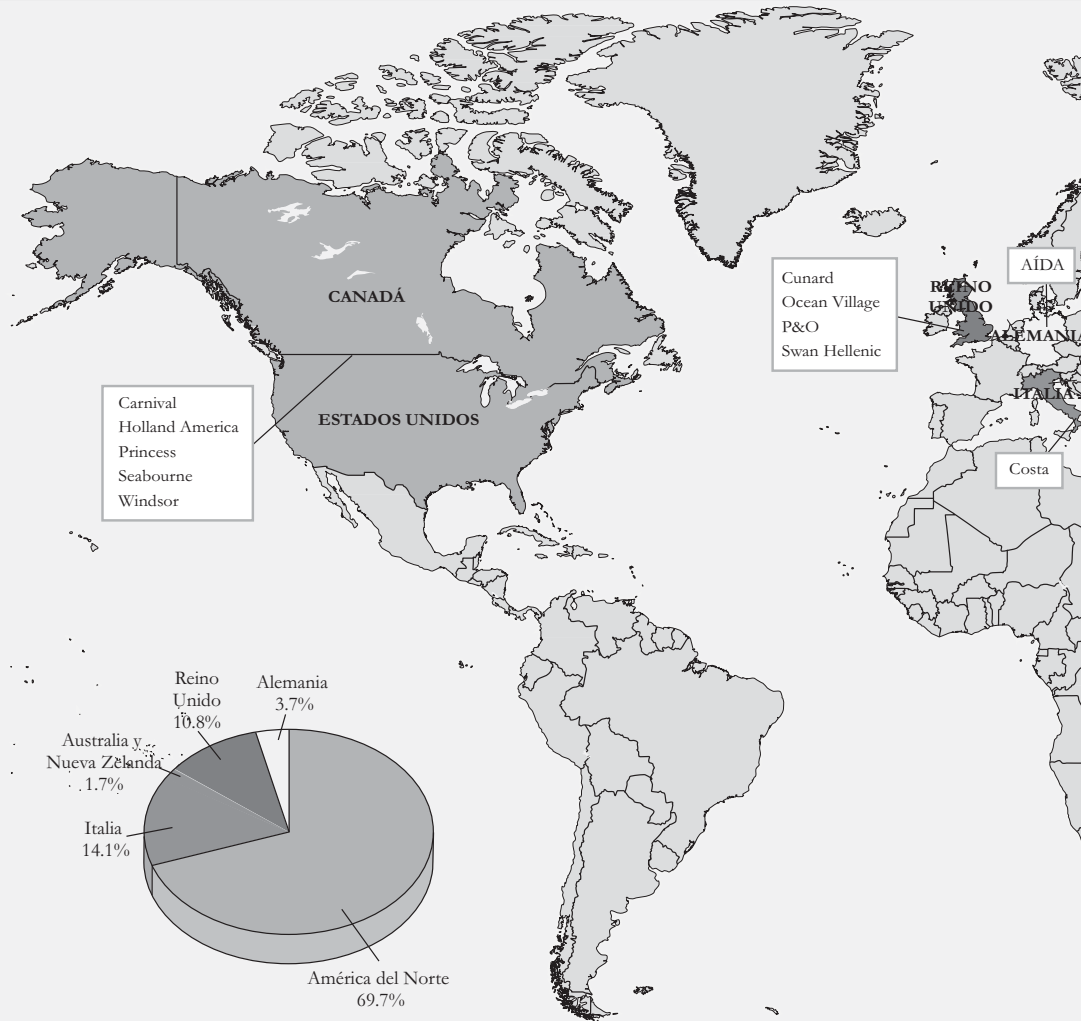 CANADÁ
ESTADOS UNIDOS
Carnival
Holland America
Princess
Seabourne
Windsor
Cunard
Ocean Village
P&O
Swan Hellenic
REINO
UNIDO
AÍDA
ALEMANIA
ITALIA
Costa
Reino
Unido
10.8%
Alemania
3.7%
Australia y
Nueva Zelanda
1.7%
Italia
14.1%
América del Norte
69.7%